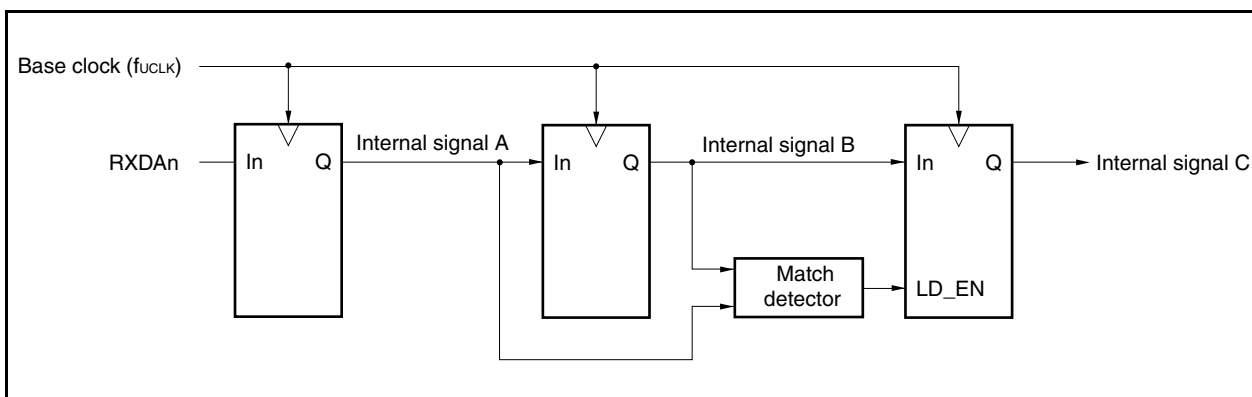 Base clock (fUCLK)
Internal signal A
Internal signal B
RXDAn
In
Q
In
Q
In
Q
Internal signal C
Match
detector
LD_EN